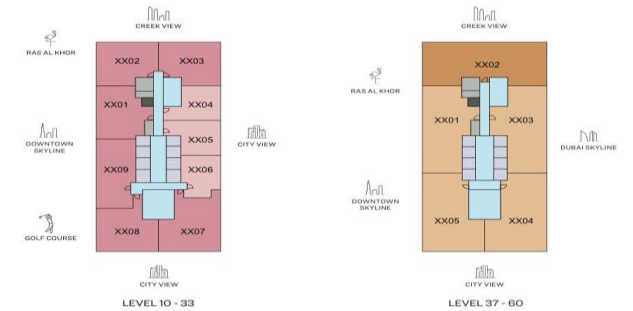 CREEK VIEW
RAS AL KHOR
XX02
XX03
XX01
XX04
XX05
DOWNTOWN
SKYLINE
CITY VIEW
XX09
XX06
GOLF COURSE
XX08
XX07
CITY VIEW
LEVEL 10 - 33
CREEK VIEW
XX02
RAS AL KHOR
XX01
XX03
DUBAI SKYLINE
DOWNTOWN
SKYLINE
XX05
XX04
CITY VIEW
LEVEL 37 - 60